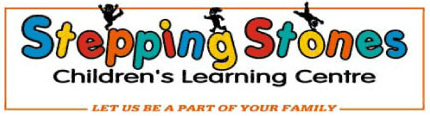 Stepping Stones
Children's Learning Centre
LET US BE A PART OF YOUR FAMILY